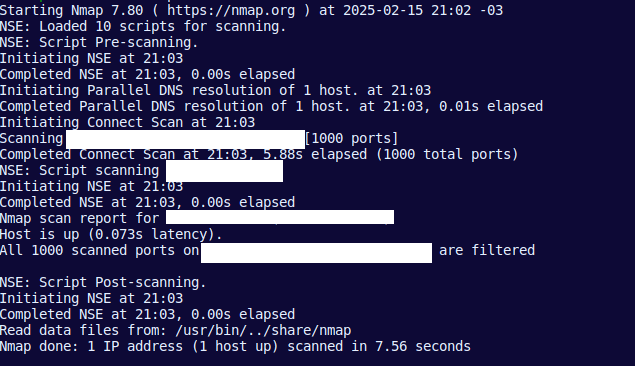 Starting Nmap 7.80 ( https://nmap.org ) at 2025-02-15 21:02 -03
NSE: Loaded 10 scripts for scanning.
NSE: Script Pre-scanning.
Initiating NSE at 21:03
Completed NSE at 21:03, 0.00s elapsed
Initiating Parallel DNS resolution of 1 host. at 21:03
Completed Parallel DNS resolution of 1 host. at 21:03, 0.01s elapsed
Initiating Connect Scan at 21:03
Scanning [1000 ports]
Completed Connect Scan at 21:03, 5.88s elapsed (1000 total ports)
NSE: Script scanning
Initiating NSE at 21:03
Completed NSE at 21:03, 0.00s elapsed
Nmap scan report for
Host is up (0.073s latency).
All 1000 scanned ports on are filtered
NSE: Script Post-scanning.
Initiating NSE at 21:03
Completed NSE at 21:03, 0.00s elapsed
Read data files from: /usr/bin/../share/nmap
Nmap done: 1 IP address (1 host up) scanned in 7.56 seconds